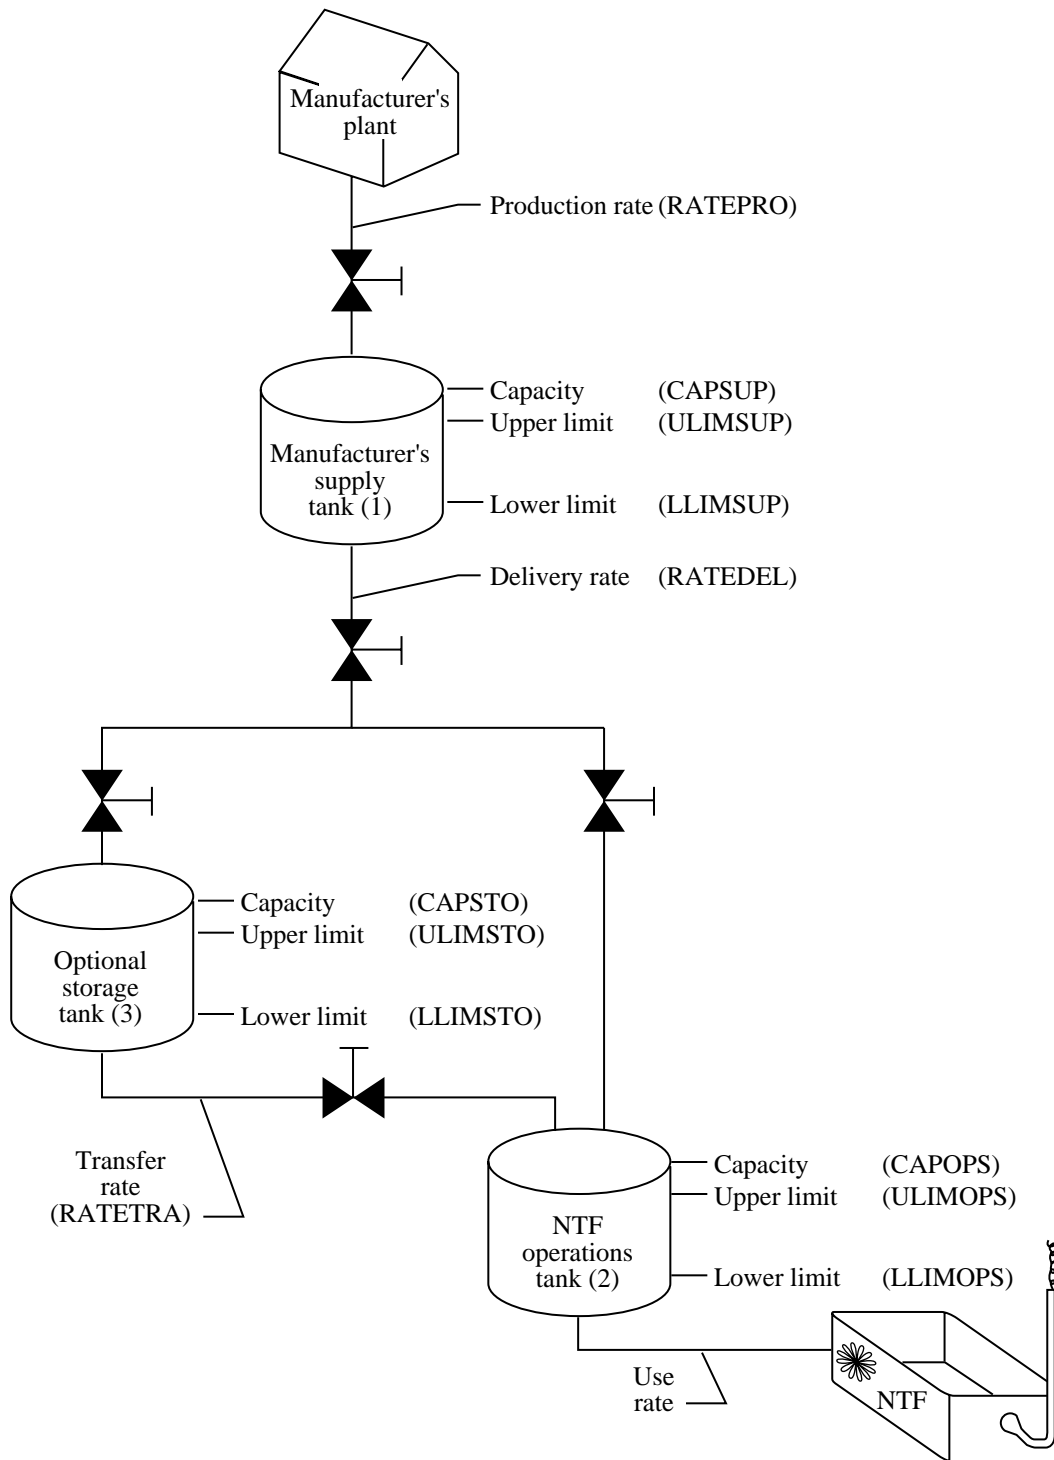 Manufacturer's
plant
Production rate (RATEPRO)
Capacity (CAPSUP)
Upper limit (ULIMSUP)
Manufacturer's
supply
tank (1)
Lower limit (LLIMSUP)
Delivery rate (RATEDEL)
Capacity (CAPSTO)
Upper limit (ULIMSTO)
Optional
storage
tank (3)
Lower limit (LLIMSTO)
Transfer
rate
(RATETRA)
Capacity (CAPOPS)
Upper limit (ULIMOPS)
NTF
operations
tank (2)
Lower limit (LLIMOPS)
Use
rate
NTF